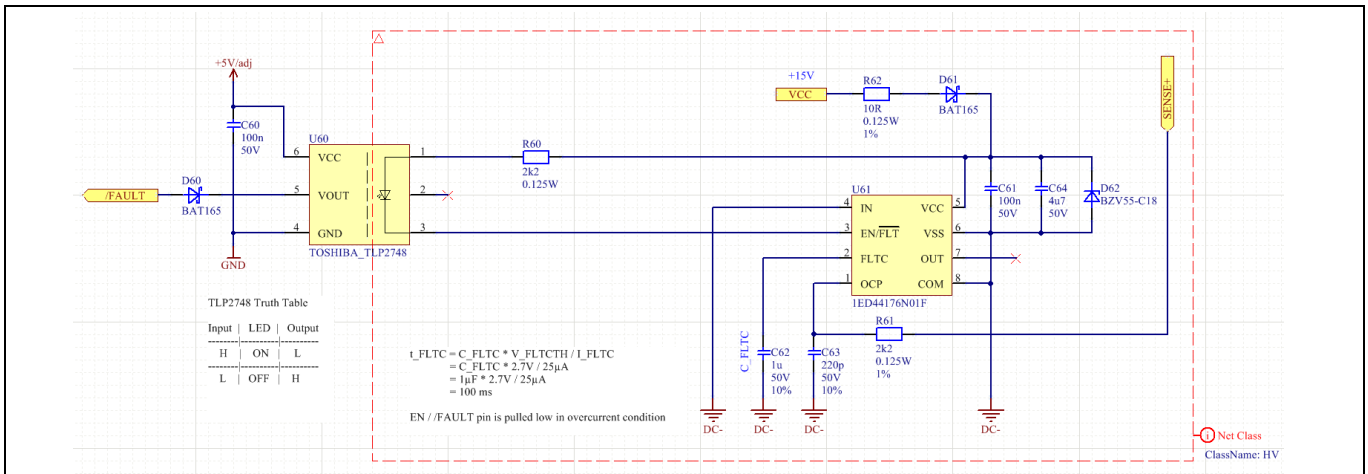 +5V/adj
C60
100n
50V
U60
6
VCC
1
5
VOUT
2
4
GND
3
TOSHIBA_TLP2748
/FAULT
D60
BAT165
GND
R60
2k2
0.125W
+15V
VCC
R62
10R
0.125W
1%
D61
BAT165
SENSE+
U61
4
IN
VCC
5
3
EN/FLT
VSS
6
2
FLTC
OUT
7
1
OCP
COM
8
1ED44176N01F
C61
100n
50V
C64
4u7
50V
D62
BZV55-C18
R61
2k2
0.125W
1%
C_FLTC
C62
1u
50V
10%
C63
220p
50V
10%
DC-
DC-
DC-
DC-
TLP2748 Truth Table
Input | LED | Output
--------|-------|---------
H | ON | L
--------|-------|---------
L | OFF | H
t_FLTC = C_FLTC * V_FLTCTH / I_FLTC
= C_FLTC * 2.7V / 25µA
= 1µF * 2.7V / 25µA
= 100 ms
EN / /FAULT pin is pulled low in overcurrent condition
i Net Class
ClassName: HV